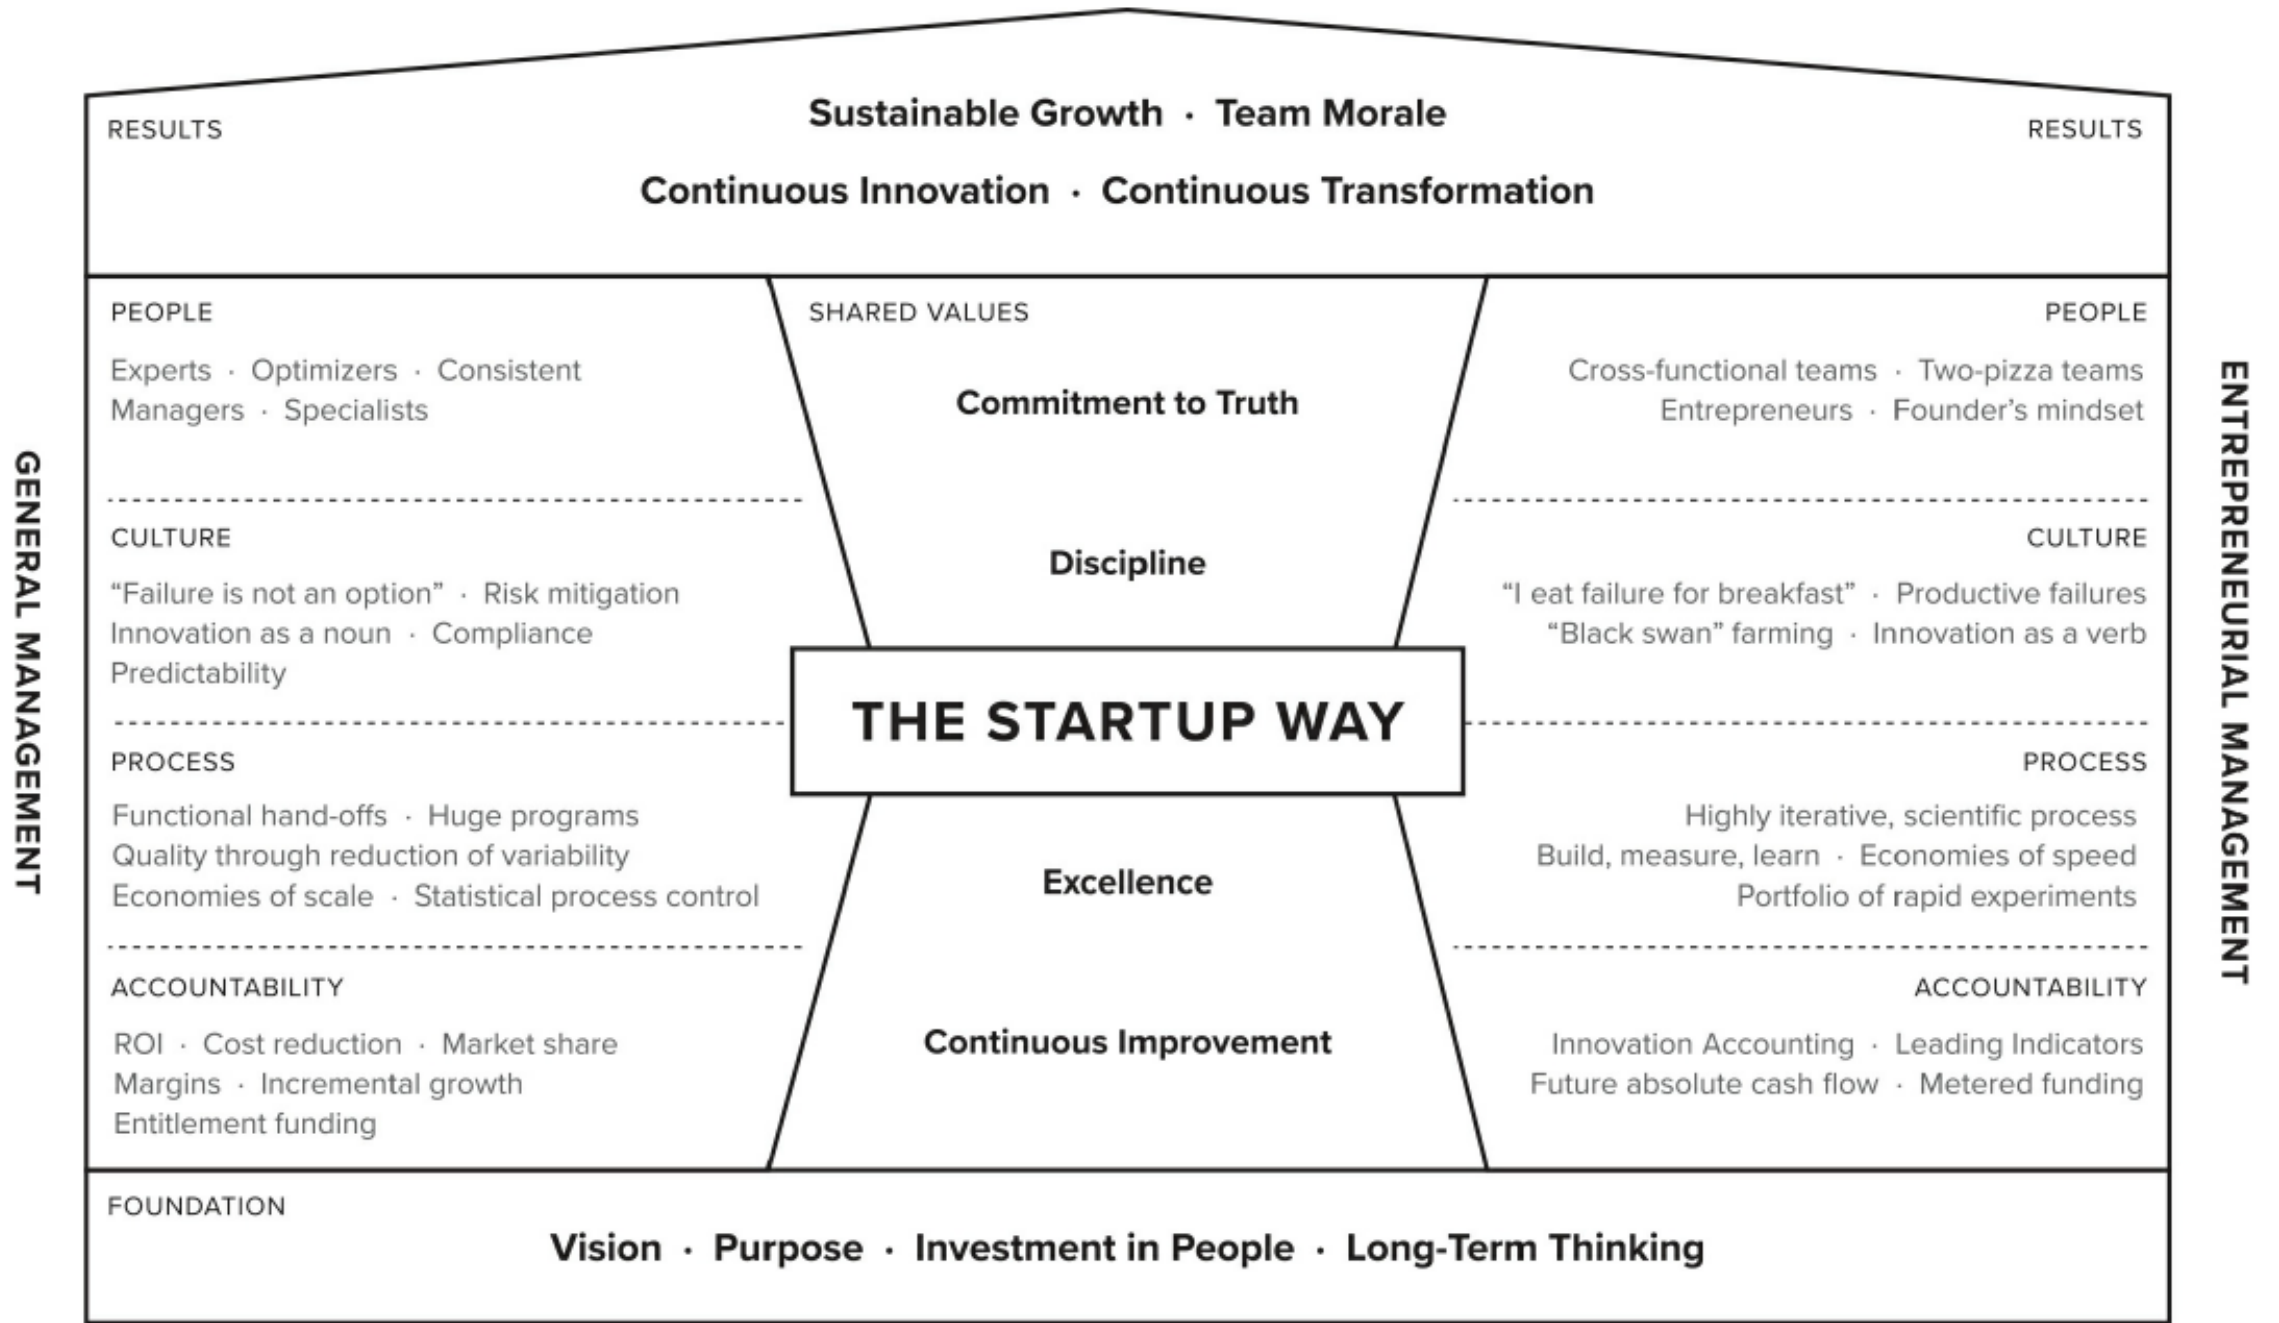 Sustainable Growth · Team Morale
RESULTS
RESULTS
Continuous Innovation · Continuous Transformation
GENERAL MANAGEMENT
PEOPLE
Experts · Optimizers · Consistent
Managers · Specialists
CULTURE
“Failure is not an option” · Risk mitigation
Innovation as a noun · Compliance
Predictability
PROCESS
Functional hand-offs · Huge programs
Quality through reduction of variability
Economies of scale · Statistical process control
ACCOUNTABILITY
ROI · Cost reduction · Market share
Margins · Incremental growth
Entitlement funding
SHARED VALUES
Commitment to Truth
Discipline
THE STARTUP WAY
Excellence
Continuous Improvement
PEOPLE
Cross-functional teams · Two-pizza teams
Entrepreneurs · Founder’s mindset
CULTURE
“I eat failure for breakfast” · Productive failures
“Black swan” farming · Innovation as a verb
PROCESS
Highly iterative, scientific process
Build, measure, learn · Economies of speed
Portfolio of rapid experiments
ACCOUNTABILITY
Innovation Accounting · Leading Indicators
Future absolute cash flow · Metered funding
ENTREPRENEURIAL MANAGEMENT
FOUNDATION
Vision · Purpose · Investment in People · Long-Term Thinking